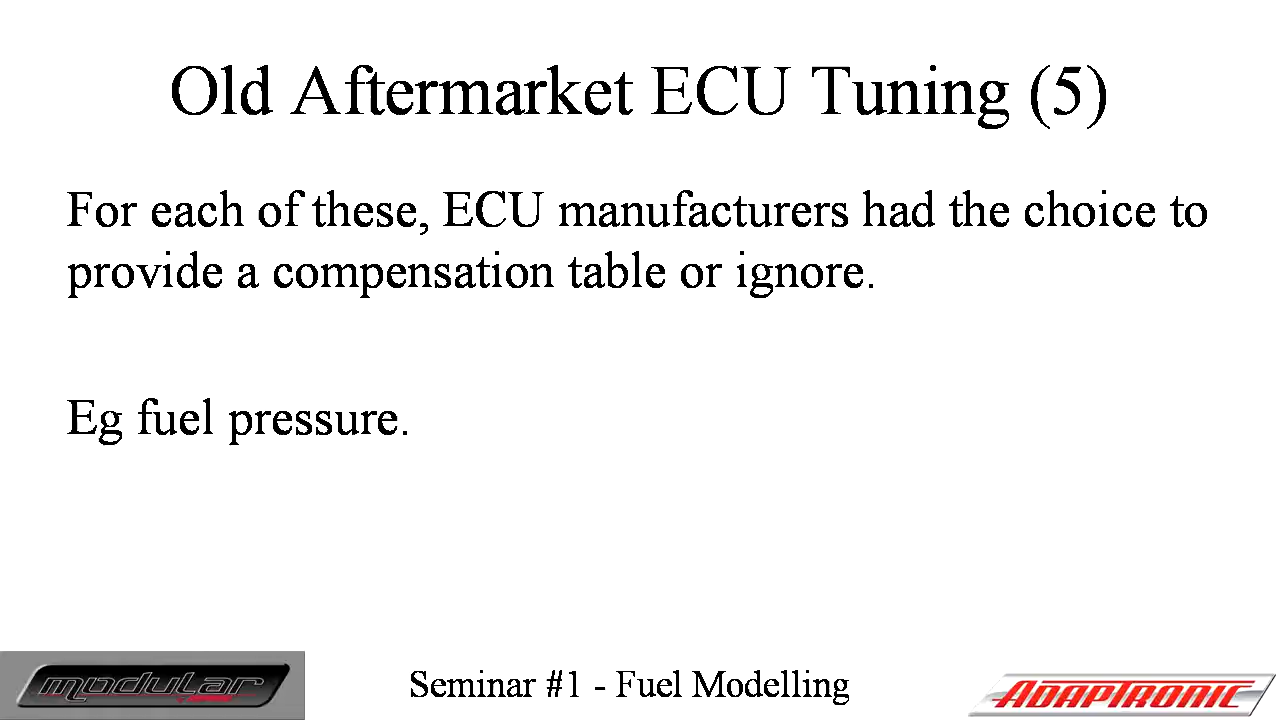 Old Aftermarket ECU Tuning (5)
For each of these, ECU manufacturers had the choice to
provide a compensation table or ignore.
Eg fuel pressure.
modular
Seminar #1 - Fuel Modelling
ADAPTRONIC